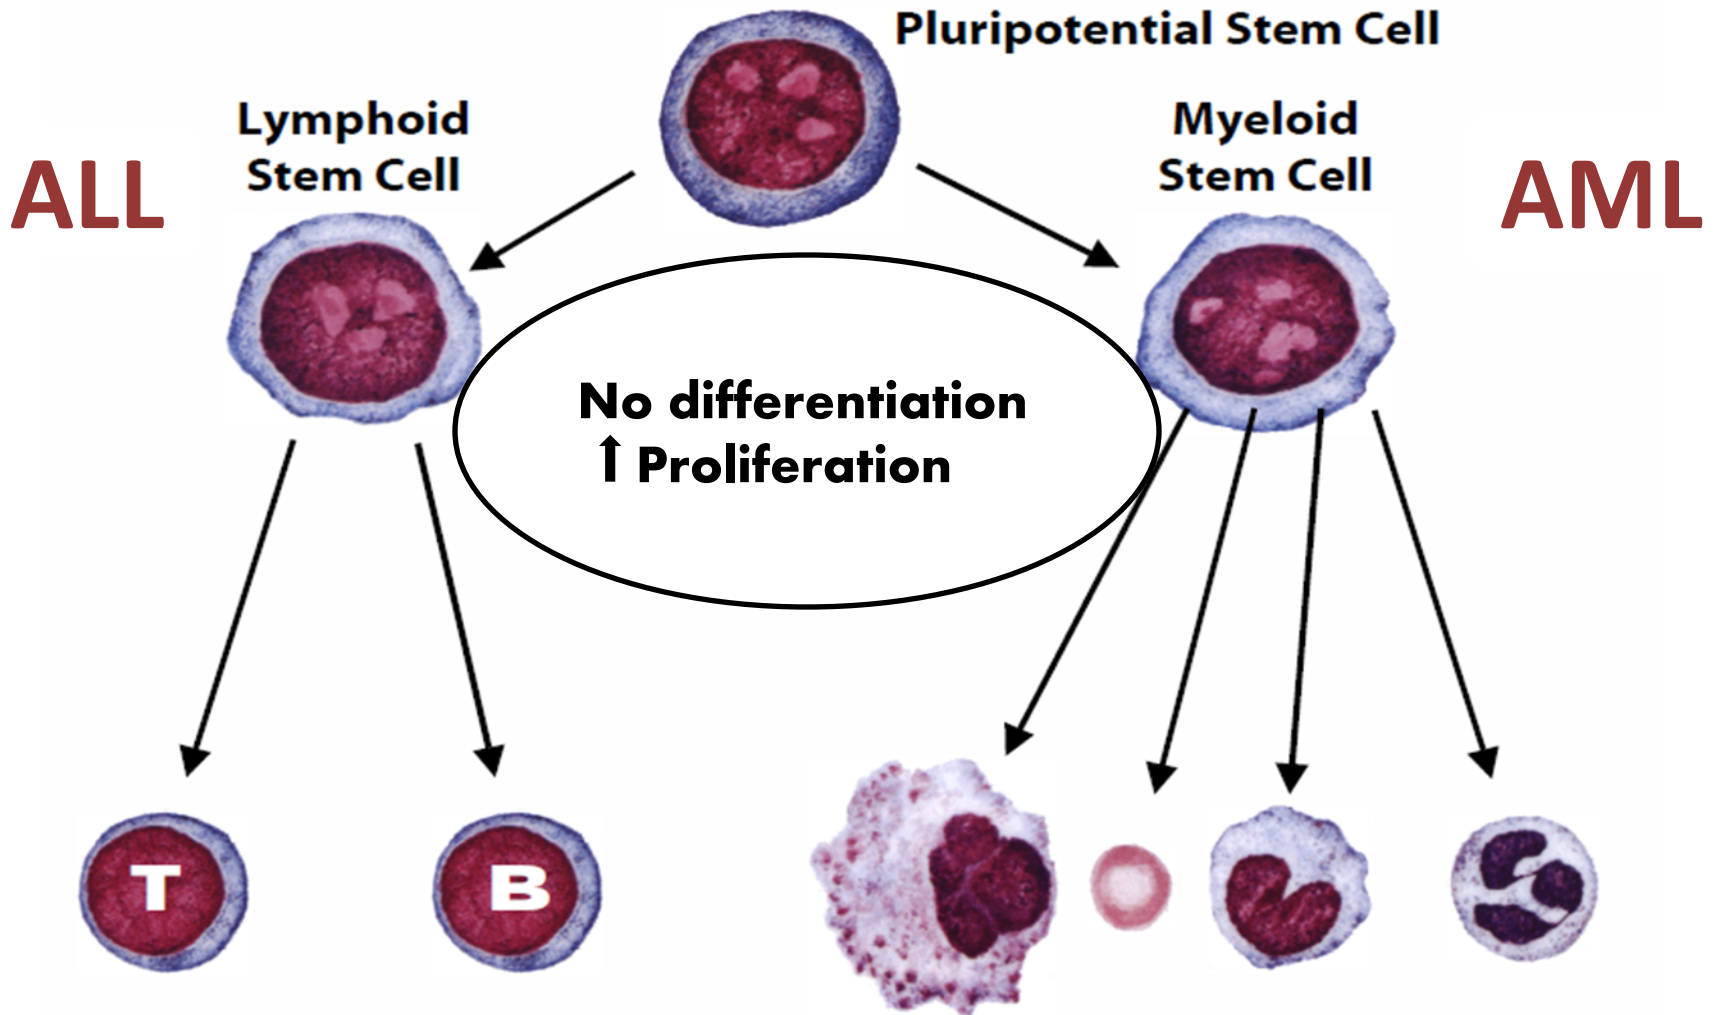 Pluripotential Stem Cell
Lymphoid
Stem Cell
Myeloid
Stem Cell
ALL
AML
No differentiation
↑ Proliferation
T
B